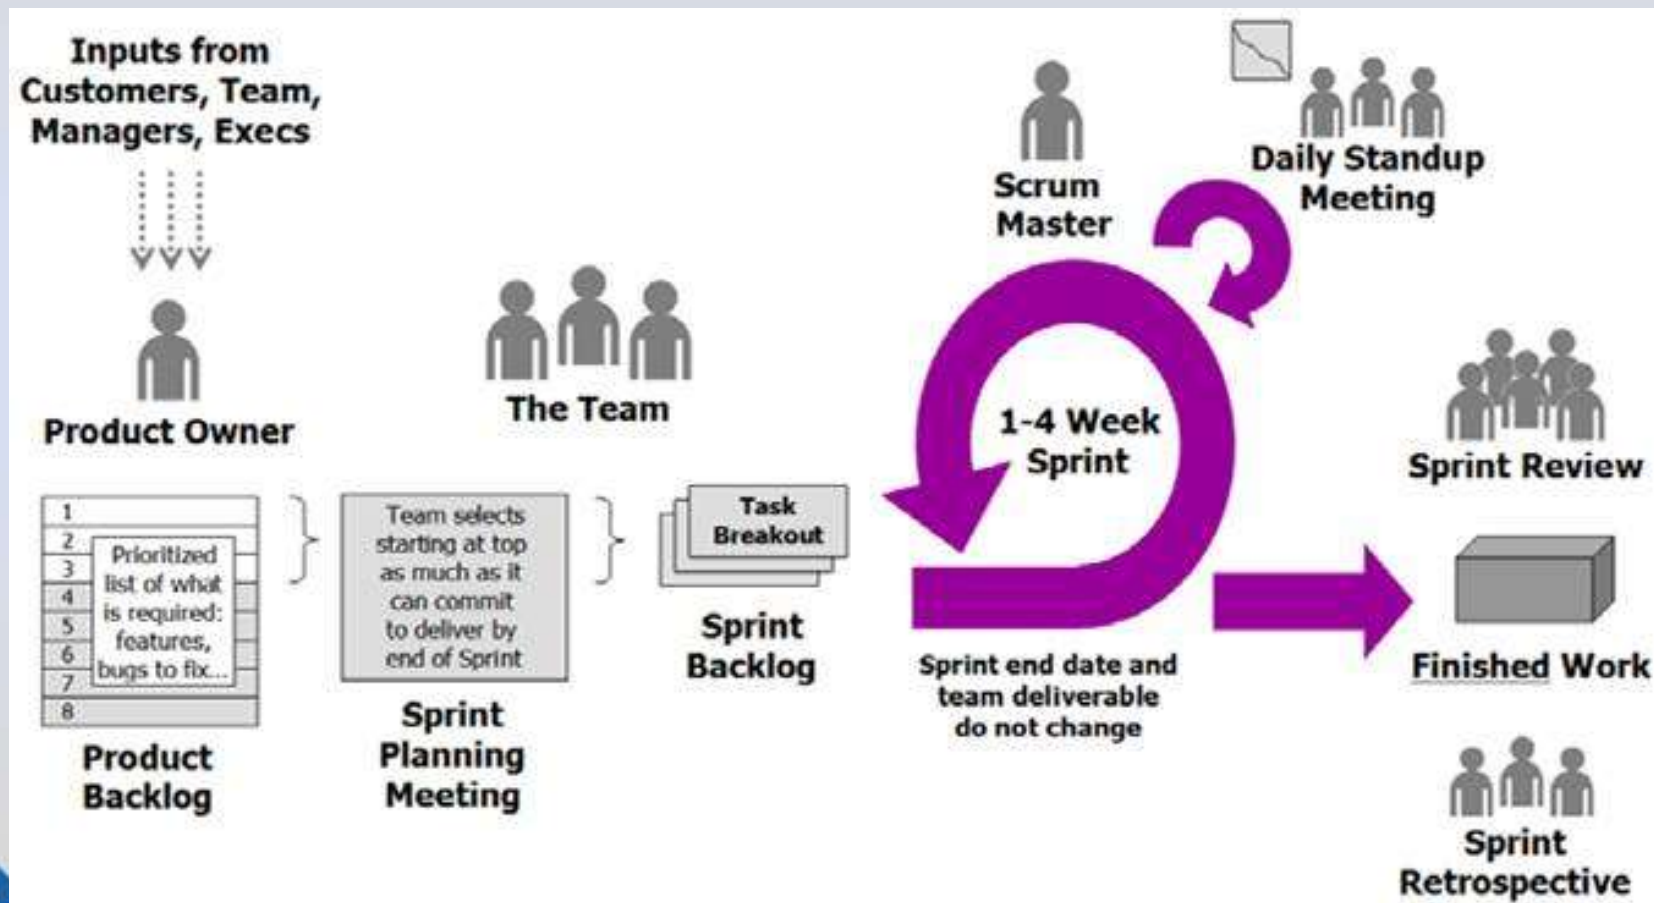 Inputs from
Customers, Team,
Managers, Execs
Product Owner
1
2
3
4
5
6
7
8
Prioritized
list of what
is required:
features,
bugs to fix...
Product
Backlog
The Team
Team selects
starting at top
as much as it
can commit
to deliver by
end of Sprint
Sprint
Planning
Meeting
Task
Breakout
Sprint
Backlog
Scrum
Master
Daily Standup
Meeting
1-4 Week
Sprint
Sprint end date and
team deliverable
do not change
Sprint Review
Finished Work
Sprint
Retrospective